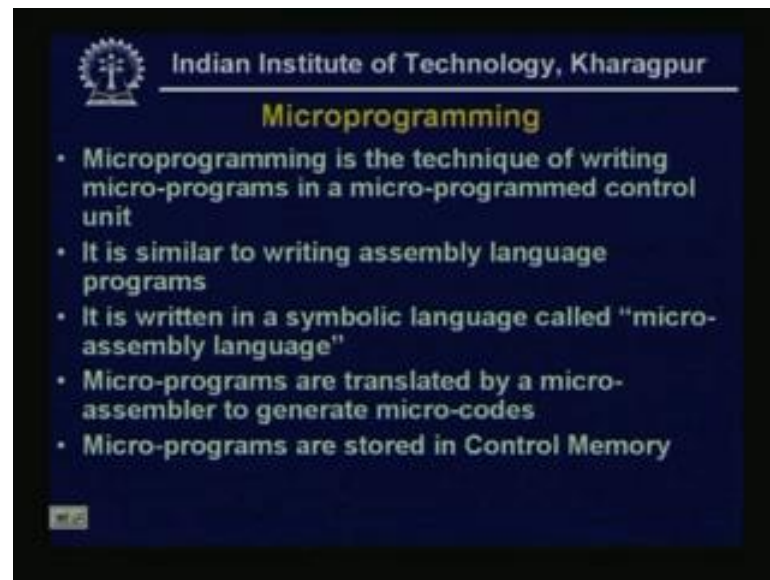 Indian Institute of Technology, Kharagpur
Microprogramming
• Microprogramming is the technique of writing
micro-programs in a micro-programmed control
unit
• It is similar to writing assembly language
programs
• It is written in a symbolic language called “micro-
assembly language”
• Micro-programs are translated by a micro-
assembler to generate micro-codes
• Micro-programs are stored in Control Memory